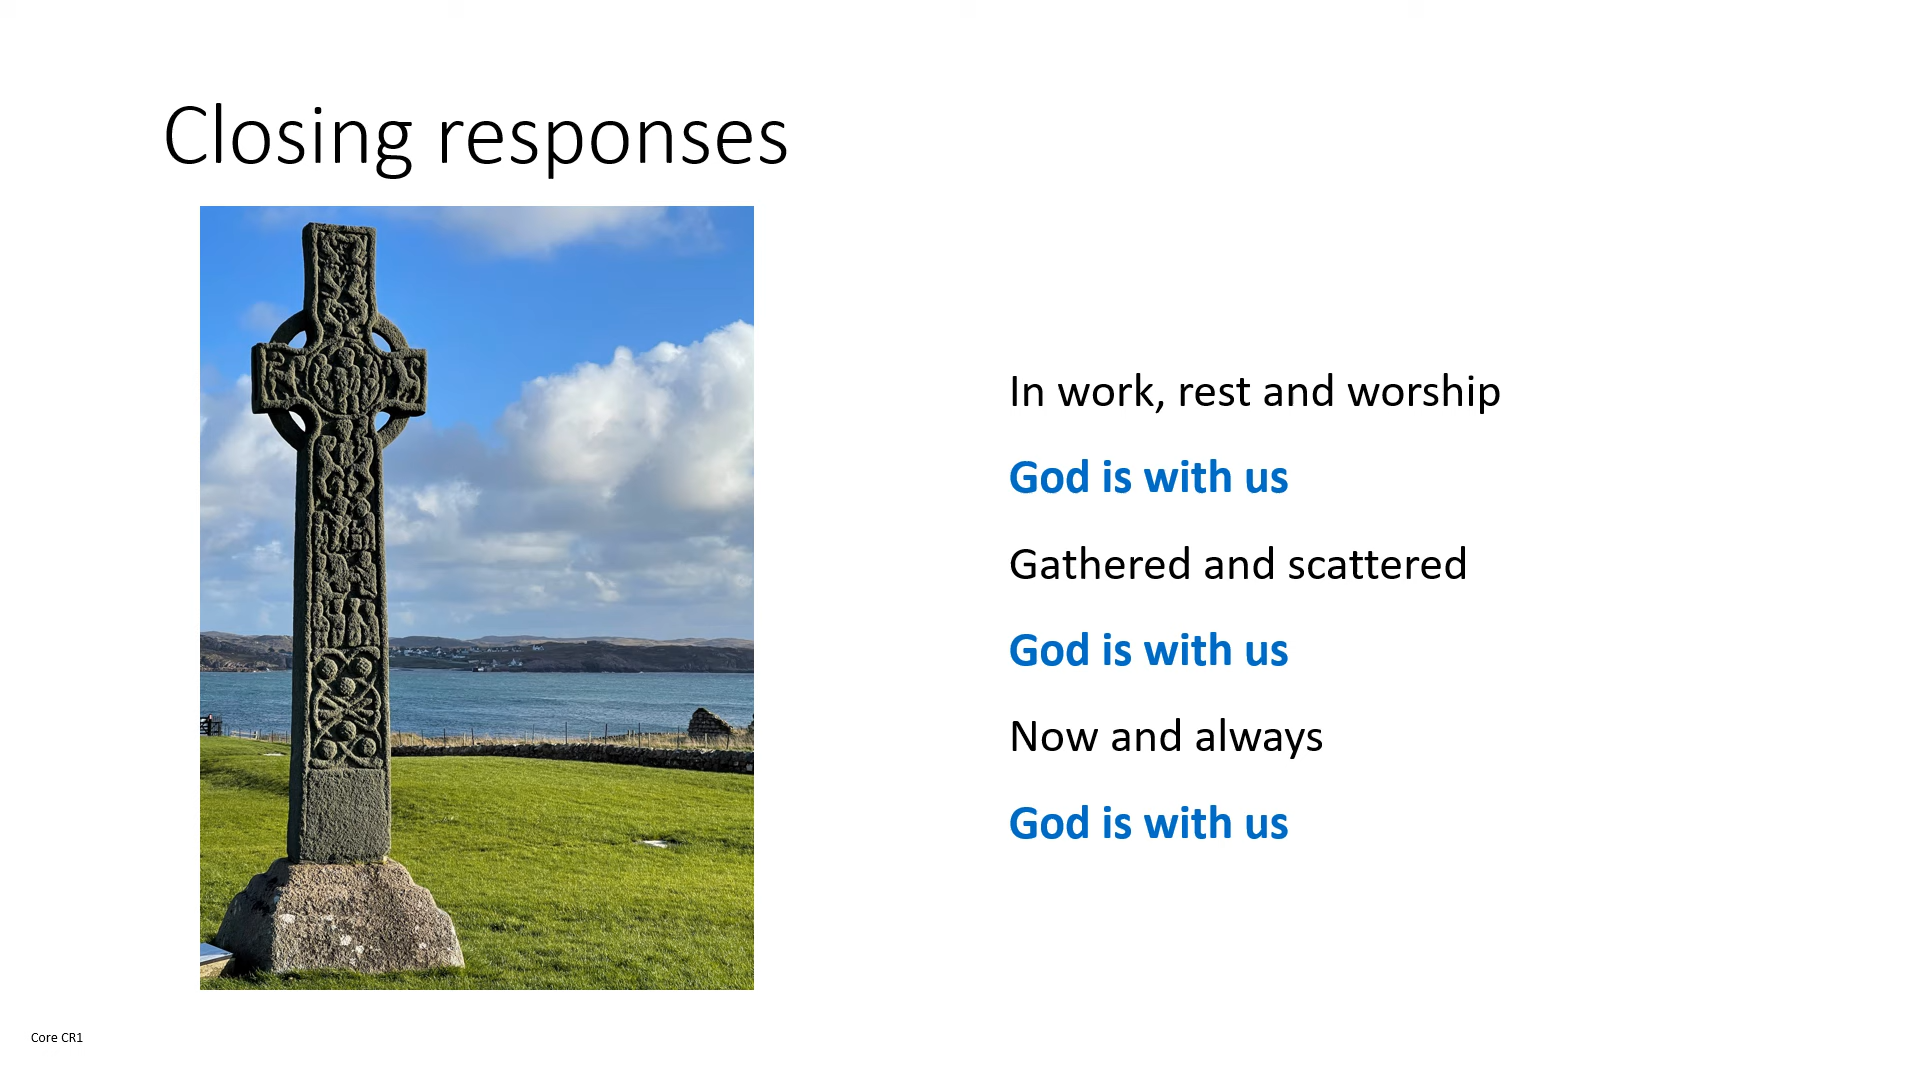 Closing responses
In work, rest and worship
God is with us
Gathered and scattered
God is with us
Now and always
God is with us
Core CR1